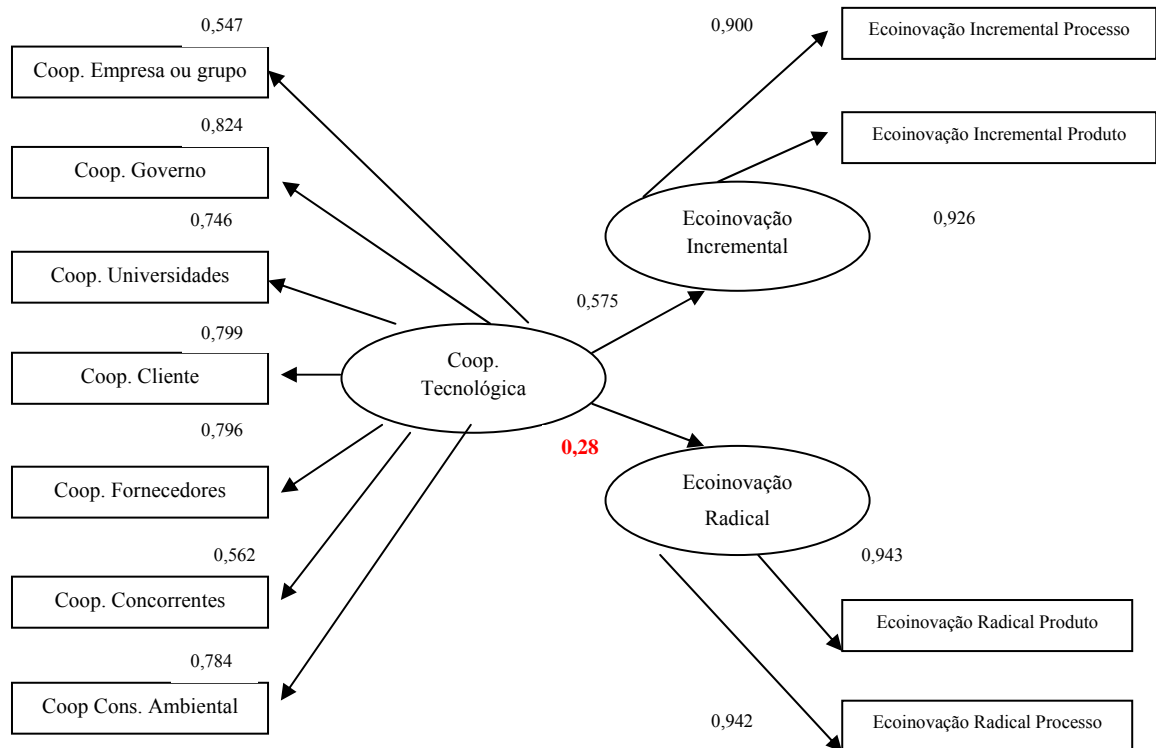 0,547
Coop. Empresa ou grupo
0,824
Coop. Governo
0,746
Coop. Universidades
0,799
Coop. Cliente
0,796
Coop. Fornecedores
0,562
Coop. Concorrentes
0,784
Coop Cons. Ambiental
Coop.
Tecnológica
0,575
0,28
0,900
Ecoinovação Incremental Processo
Ecoinovação Incremental Produto
Ecoinovação
Incremental
0,926
Ecoinovação
Radical
0,943
Ecoinovação Radical Produto
0,942
Ecoinovação Radical Processo